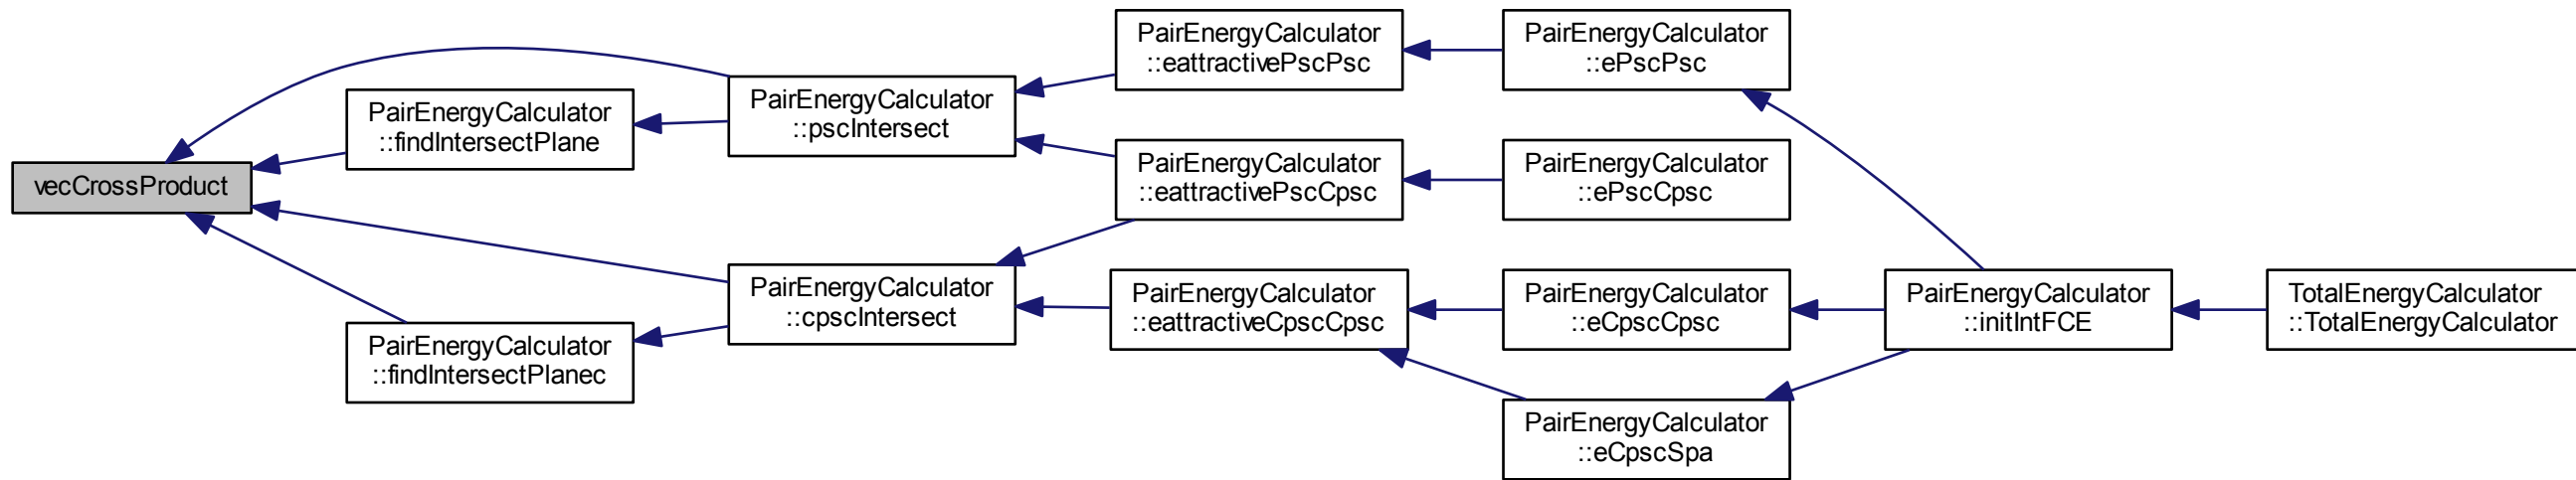 vecCrossProduct
PairEnergyCalculator
::findIntersectPlane
PairEnergyCalculator
::findIntersectPlanec
PairEnergyCalculator
::pscIntersect
PairEnergyCalculator
::cpscIntersect
PairEnergyCalculator
::eattractivePscPsc
PairEnergyCalculator
::eattractivePscCpsc
PairEnergyCalculator
::eattractiveCpscCpsc
PairEnergyCalculator
::ePscPsc
PairEnergyCalculator
::ePscCpsc
PairEnergyCalculator
::eCpscCpsc
PairEnergyCalculator
::eCpscSpa
PairEnergyCalculator
::initIntFCE
TotalEnergyCalculator
::TotalEnergyCalculator